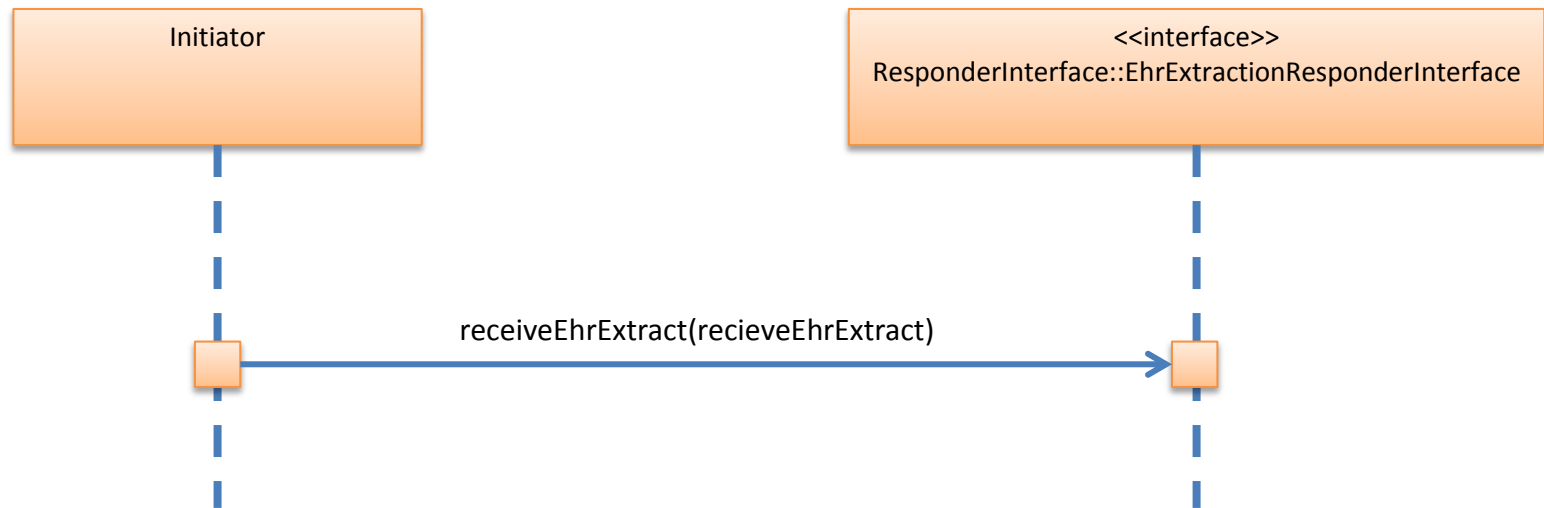 Initiator
<<interface>>
ResponderInterface::EhrExtractionResponderInterface
receiveEhrExtract(recieveEhrExtract)